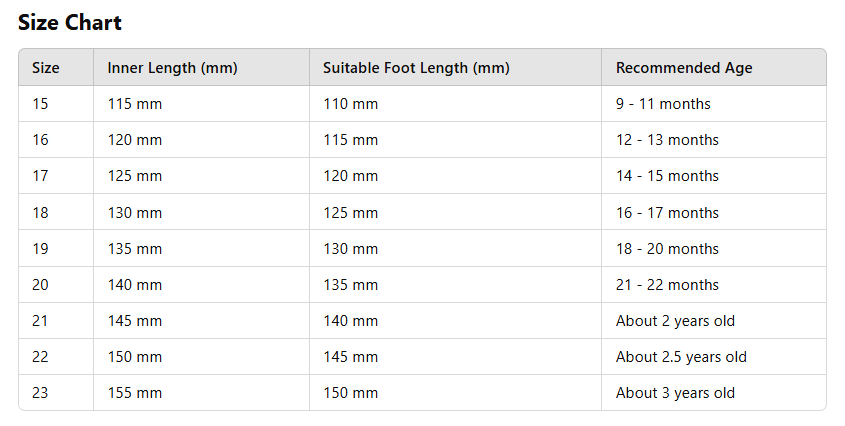 Size Chart
Size Inner Length (mm) Suitable Foot Length (mm) Recommended Age
15 115 mm 110 mm 9 - 11 months
16 120 mm 115 mm 12 - 13 months
17 125 mm 120 mm 14 - 15 months
18 130 mm 125 mm 16 - 17 months
19 135 mm 130 mm 18 - 20 months
20 140 mm 135 mm 21 - 22 months
21 145 mm 140 mm About 2 years old
22 150 mm 145 mm About 2.5 years old
23 155 mm 150 mm About 3 years old